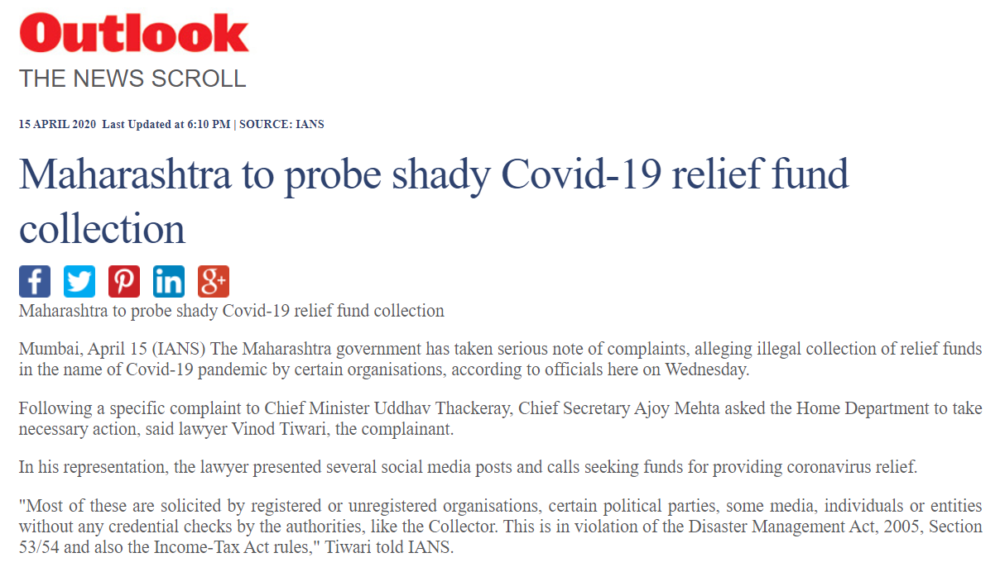 Outlook
THE NEWS SCROLL
15 APRIL 2020 Last Updated at 6:10 PM | SOURCE: IANS
Maharashtra to probe shady Covid-19 relief fund
collection
f in g+
Maharashtra to probe shady Covid-19 relief fund collection
Mumbai, April 15 (IANS) The Maharashtra government has taken serious note of complaints, alleging illegal collection of relief funds
in the name of Covid-19 pandemic by certain organisations, according to officials here on Wednesday.
Following a specific complaint to Chief Minister Uddhav Thackeray, Chief Secretary Ajoy Mehta asked the Home Department to take
necessary action, said lawyer Vinod Tiwari, the complainant.
In his representation, the lawyer presented several social media posts and calls seeking funds for providing coronavirus relief.
"Most of these are solicited by registered or unregistered organisations, certain political parties, some media, individuals or entities
without any credential checks by the authorities, like the Collector. This is in violation of the Disaster Management Act, 2005, Section
53/54 and also the Income-Tax Act rules," Tiwari told IANS.